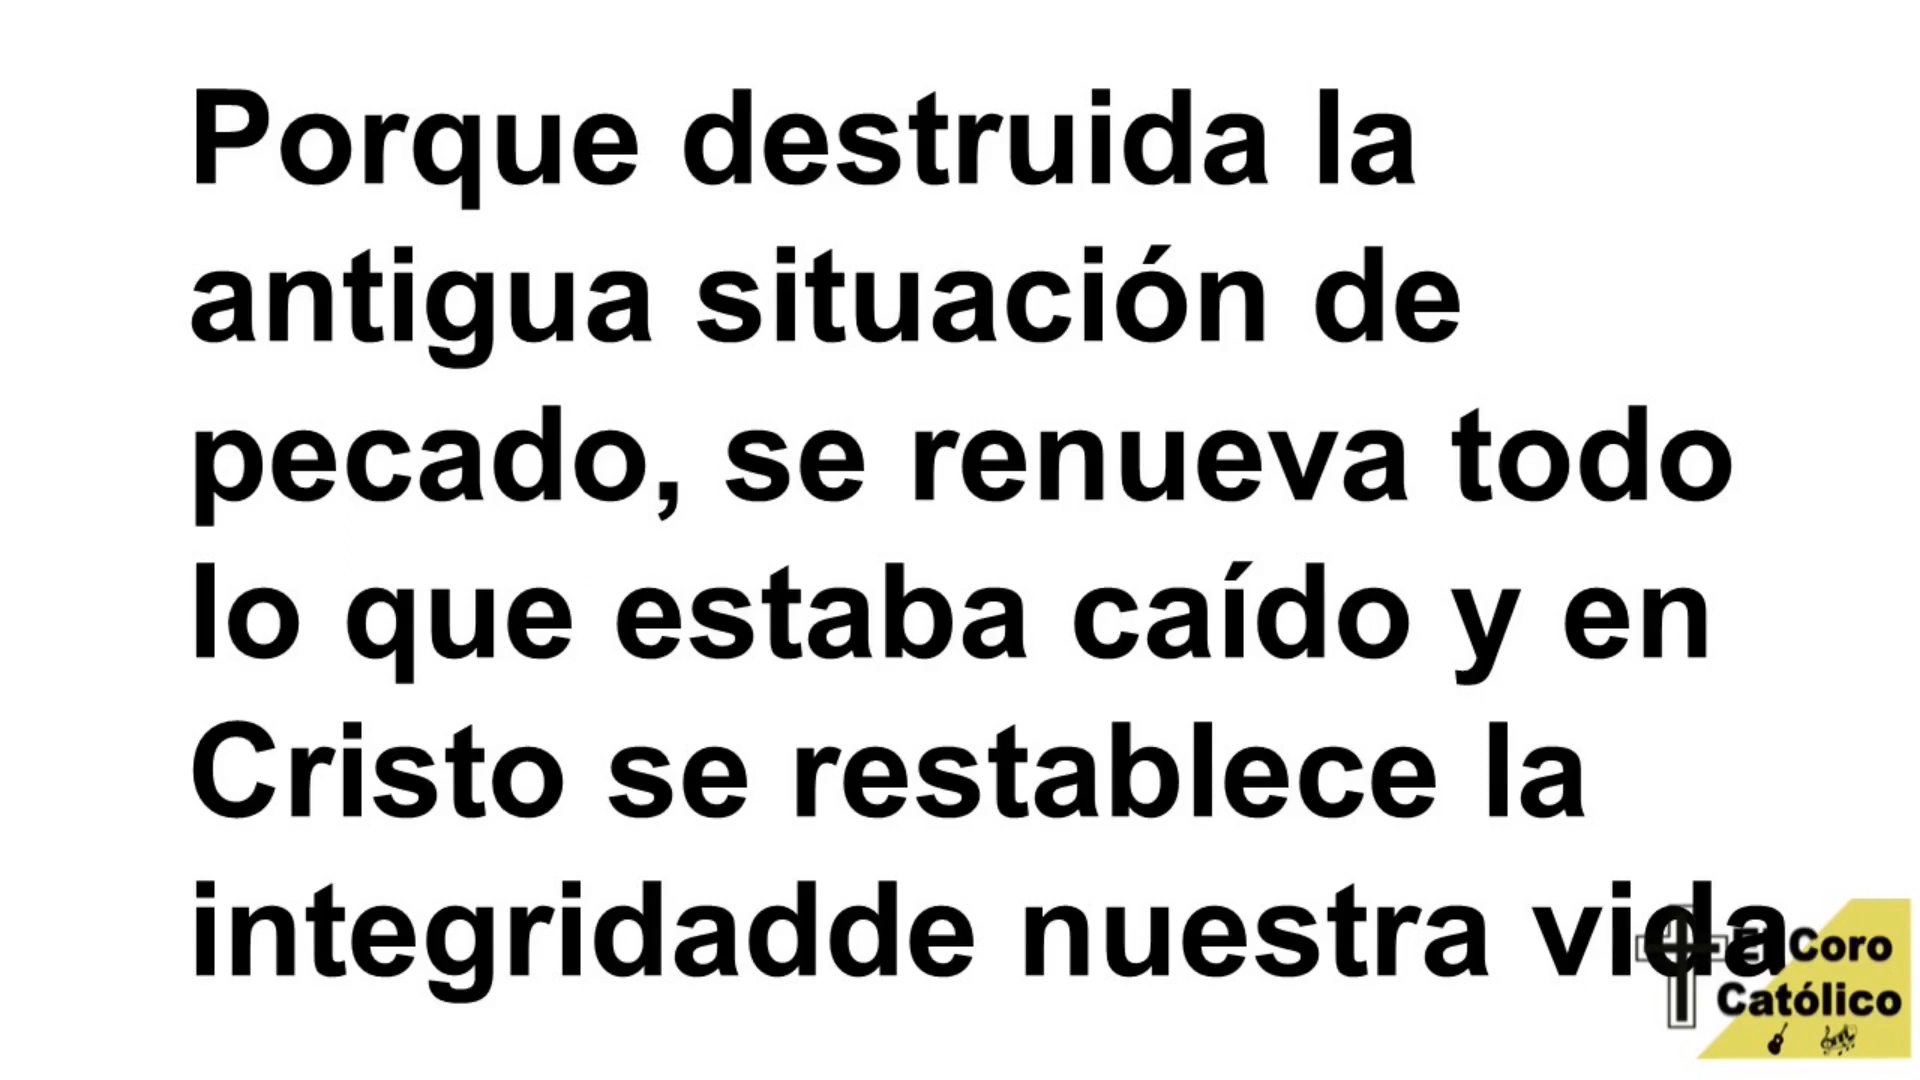 Porque destruida la
antigua situación de
pecado, se renueva todo
lo que estaba caído y en
Cristo se restablece la
integridadde nuestra vida
El Coro
Católico